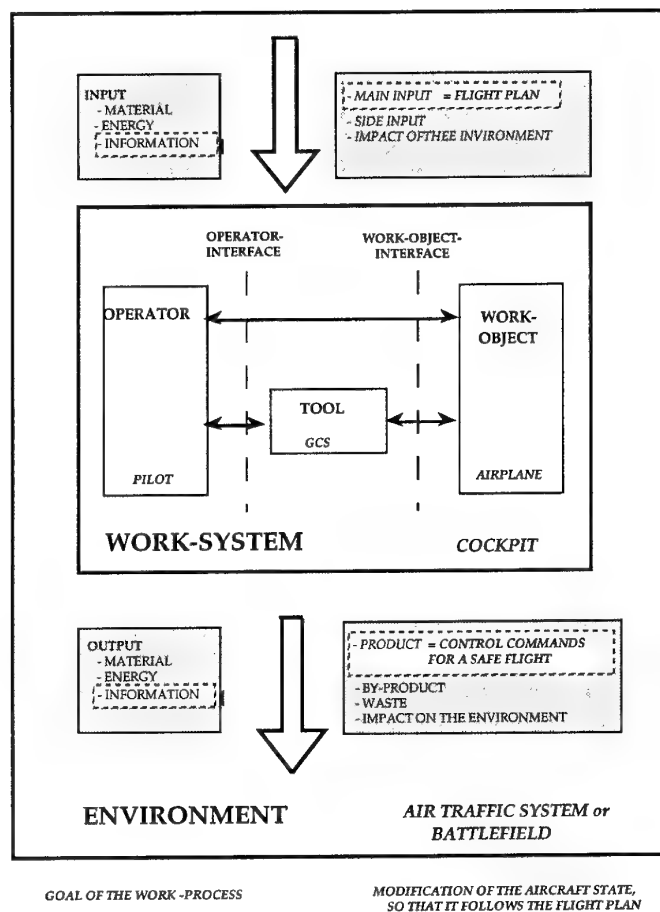 INPUT
- MATERIAL
- ENERGY
- INFORMATION
- MAIN INPUT = FLIGHT PLAN
- SIDE INPUT
- IMPACT OFTHEE INVIRONMENT
OPERATOR-
INTERFACE
WORK-OBJECT-
INTERFACE
OPERATOR
WORK-
OBJECT
TOOL
GCS
PILOT
AIRPLANE
WORK-SYSTEM
COCKPIT
OUTPUT
- MATERIAL
- ENERGY
- INFORMATION
- PRODUCT = CONTROL COMMANDS
FOR A SAFE FLIGHT
- BY-PRODUCT
- WASTE
- IMPACT ON THE ENVIRONMENT
ENVIRONMENT
AIR TRAFFIC SYSTEM or
BATTLEFIELD
GOAL OF THE WORK -PROCESS
MODIFICATION OF THE AIRCRAFT STATE,
SO THAT IT FOLLOWS THE FLIGHT PLAN